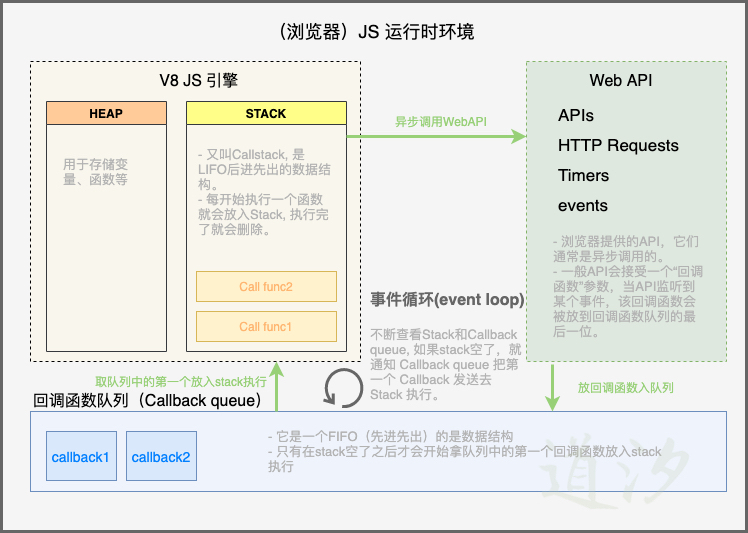 （浏览器）JS 运行时环境
V8 JS 引擎
HEAP
用于存储变
量、函数等
STACK
- 又叫Callstack, 是
LIFO后进先出的数据结
构。
- 每开始执行一个函数
就会放入Stack, 执行完
了就会删除。
Call func2
Call func1
异步调用WebAPI
Web API
APIs
HTTP Requests
Timers
events
- 浏览器提供的API，它们
通常是异步调用的。
- 一般API会接受一个“回调
函数”参数，当API监听到
某个事件，该回调函数会
被放到回调函数队列的最
后一位。
事件循环(event loop):
不断查看Stack和Callback
queue, 如果stack空了，就
通知 Callback queue 把第
一个 Callback 发送去
Stack 执行。
取队列中的第一个放入stack执行
放回调函数入队列
回调函数队列（Callback queue）
callback1
callback2
- 它是一个FIFO（先进先出）的是数据结构
- 只有在stack空了之后才会开始拿队列中的第一个回调函数放入stack
执行
道汐